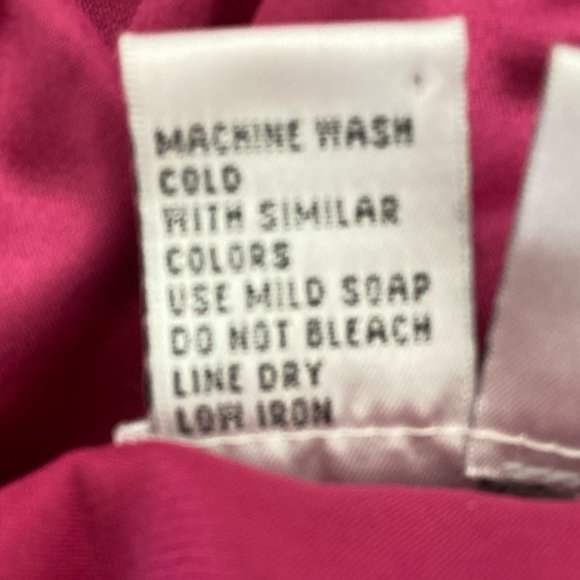 MACHINE WASH
COLD
WITH SIMILAR
COLORS
USE MILD SOAP
DO NOT BLEACH
LINE DRY
LOW IRON